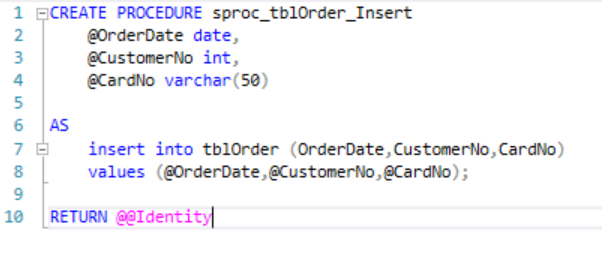 1 CREATE PROCEDURE sproc_tblOrder_Insert
2 @OrderDate date,
3 @CustomerNo int,
4 @CardNo varchar(50)
5
6 AS
7 insert into tblOrder (OrderDate,CustomerNo,CardNo)
8 values (@OrderDate,@CustomerNo,@CardNo);
9
10 RETURN @@Identity